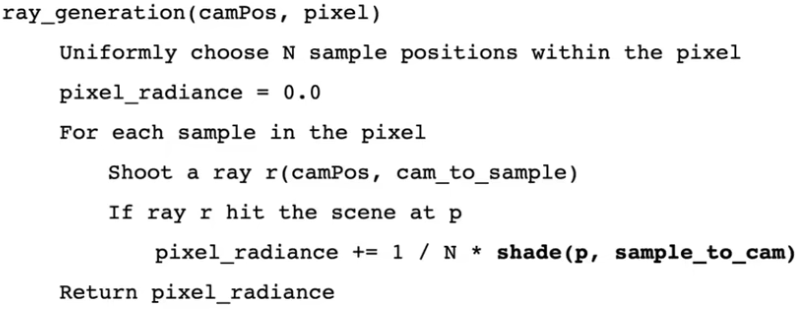 ray_generation(camPos, pixel)
Uniformly choose N sample positions within the pixel
pixel_radiance = 0.0
For each sample in the pixel
Shoot a ray r(camPos, cam_to_sample)
If ray r hit the scene at p
pixel_radiance += 1 / N * shade(p, sample_to_cam)
Return pixel_radiance